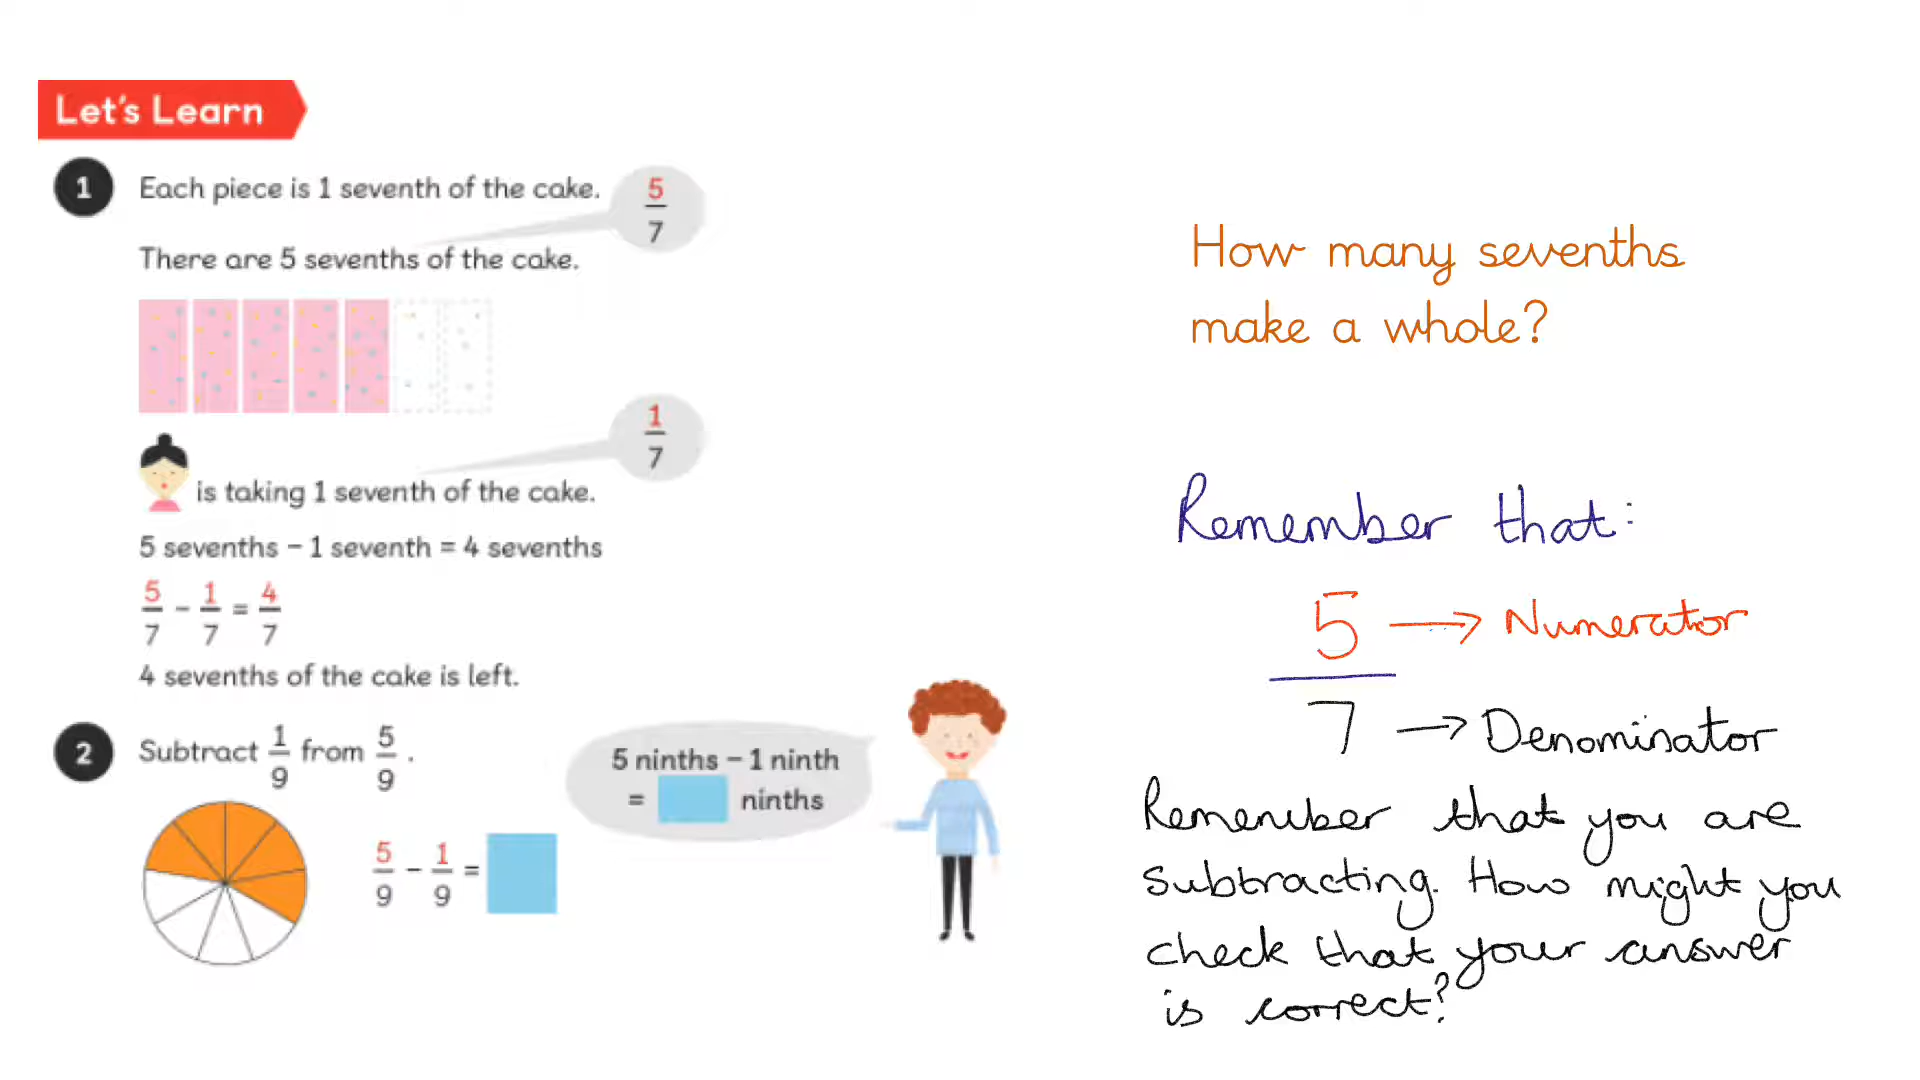 Let's Learn
1 Each piece is 1 seventh of the cake.
5/7
There are 5 sevenths of the cake.
1/7
is taking 1 seventh of the cake.
5 sevenths – 1 seventh = 4 sevenths
5/7 – 1/7 = 4/7
4 sevenths of the cake is left.
2 Subtract 1/9 from 5/9 .
5 ninths – 1 ninth
= ninths
5/9 – 1/9 =
How many sevenths
make a whole?
Remember that:
5 → Numerator
7 → Denominator
Remember that you are
subtracting. How might you
check that your answer
is correct?